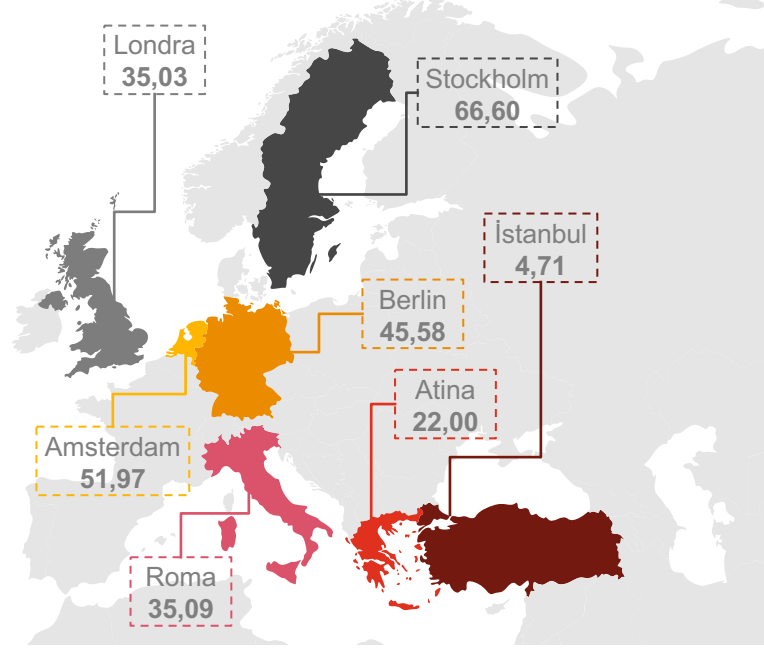 Londra
35,03
Stockholm
66,60
İstanbul
4,71
Berlin
45,58
Atina
22,00
Amsterdam
51,97
Roma
35,09